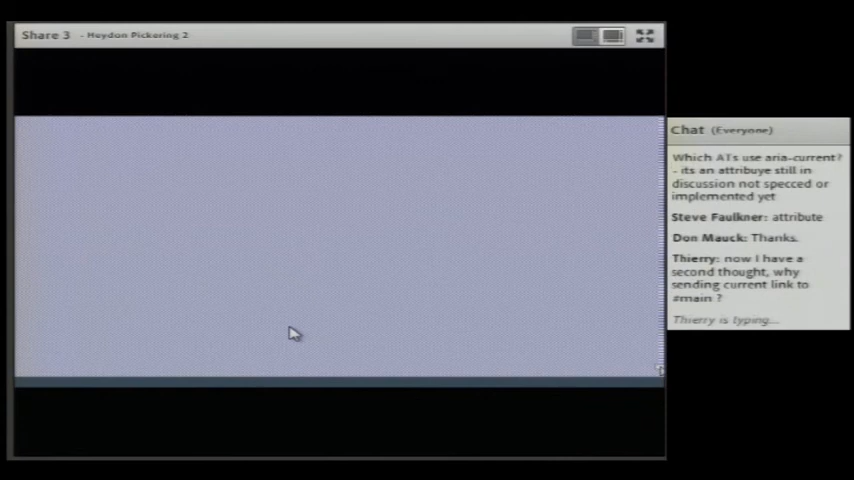 Share 3 - Heydon Pickering 2
Chat (Everyone)
Which ATs use aria-current?
- its an attribuye still in
discussion not specced or
implemented yet
Steve Faulkner: attribute
Don Mauck: Thanks.
Thierry: now I have a
second thought, why
sending current link to
#main ?
Thierry is typing...